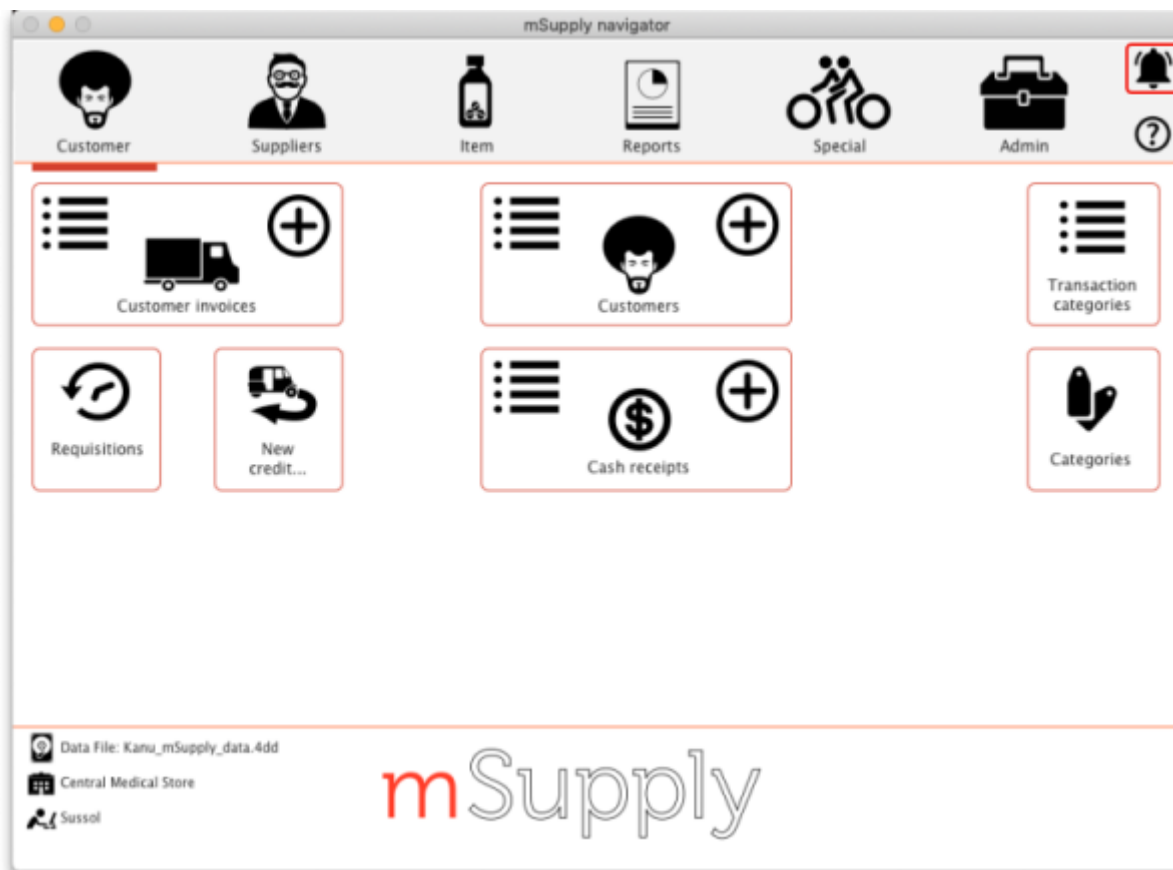 mSupply navigator
Customer
Suppliers
Item
Reports
Special
Admin
?
Customer invoices
Customers
Transaction
categories
Requisitions
New
credit...
$
Cash receipts
Categories
Data File: Kanu_mSupply_data.4dd
Central Medical Store
Sussol
mSupply